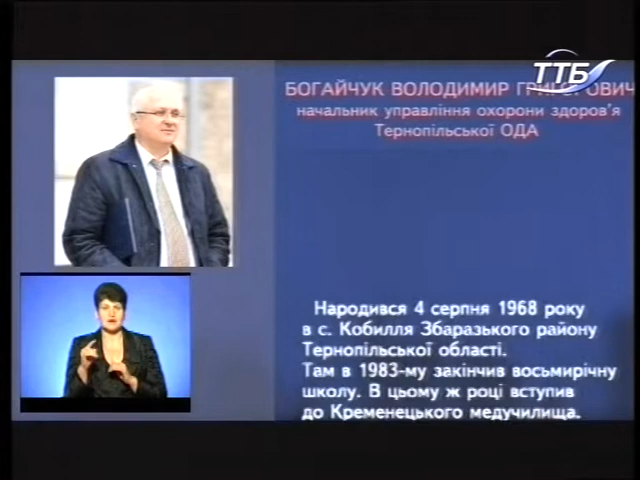 ТТБ
БОГАЙЧУК ВОЛОДИМИР ГРИГОРОВИЧ
начальник управління охорони здоров'я
Тернопільської ОДА
Народився 4 серпня 1968 року
в с. Кобилля Збаразького району
Тернопільської області.
Там в 1983-му закінчив восьмирічну
школу. В цьому ж році вступив
до Кременецького медучилища.